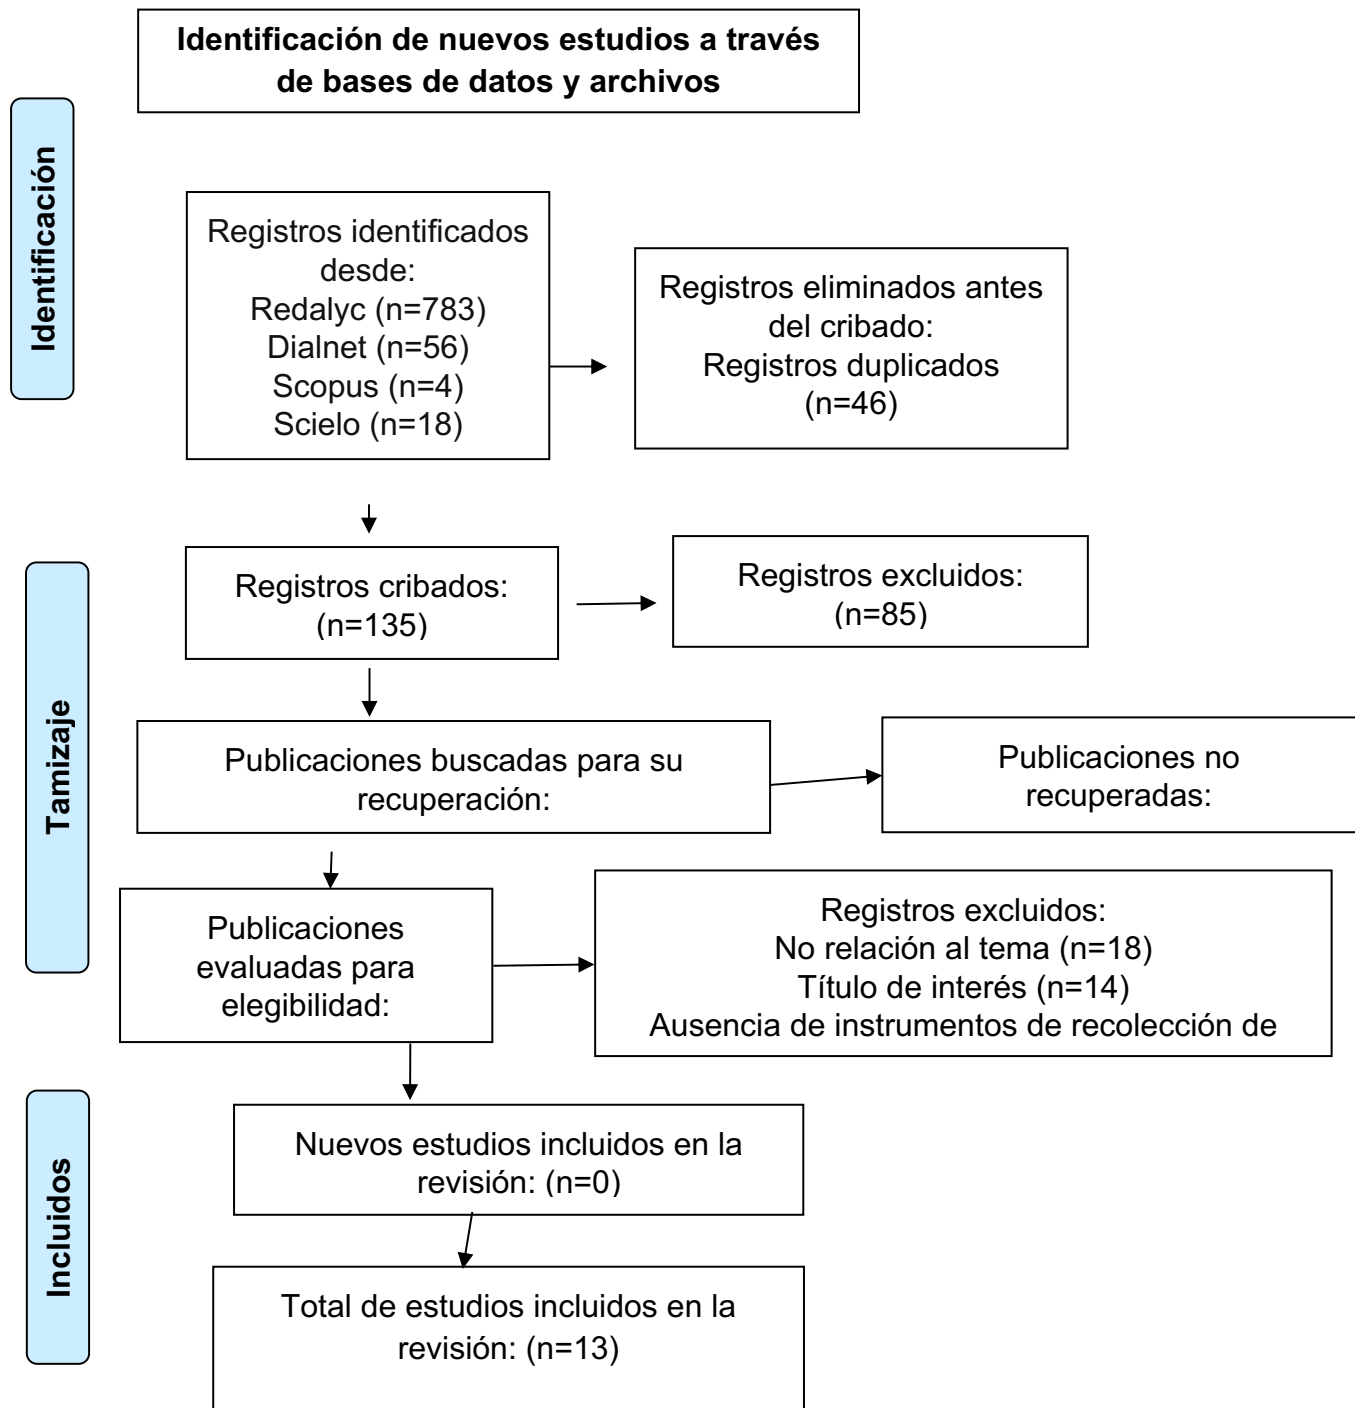 Identificación de nuevos estudios a través
de bases de datos y archivos
Identificación
Registros identificados
desde:
Redalyc (n=783)
Dialnet (n=56)
Scopus (n=4)
Scielo (n=18)
Registros eliminados antes
del cribado:
Registros duplicados
(n=46)
Tamizaje
Registros cribados:
(n=135)
Registros excluidos:
(n=85)
Publicaciones buscadas para su
recuperación:
Publicaciones no
recuperadas:
Publicaciones
evaluadas para
elegibilidad:
Registros excluidos:
No relación al tema (n=18)
Título de interés (n=14)
Ausencia de instrumentos de recolección de
Incluidos
Nuevos estudios incluidos en la
revisión: (n=0)
Total de estudios incluidos en la
revisión: (n=13)